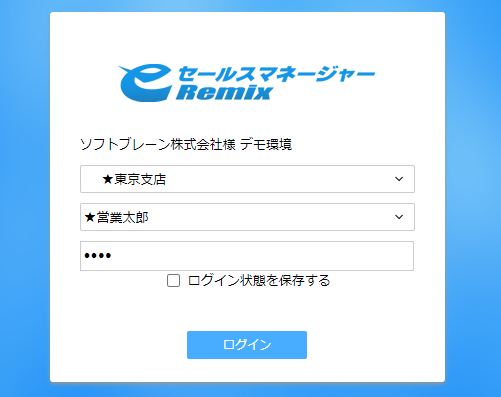 eセールスマネージャー
Remix
ソフトブレーン株式会社様 デモ環境
★東京支店
★営業太郎
••••
ログイン状態を保存する
ログイン